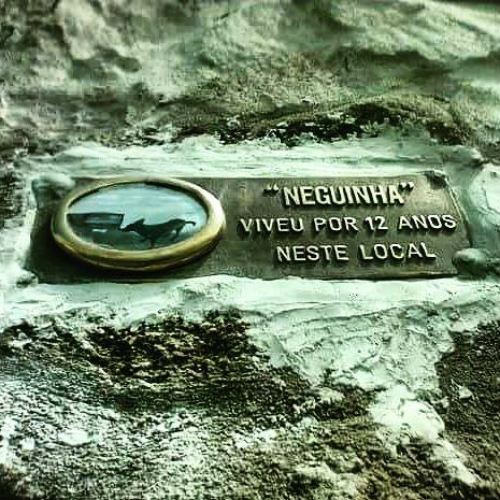 "NEGUINHA"
VIVEU POR 12 ANOS
NESTE LOCAL